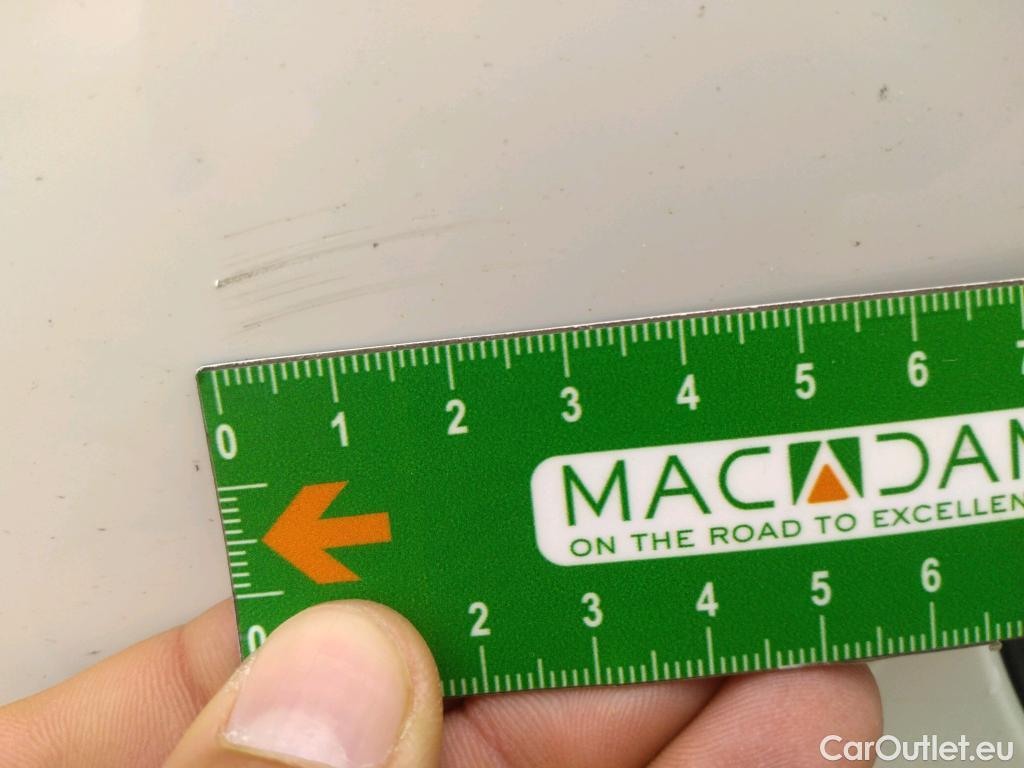 0 1 2 3 4 5 6 7
MACADAM
ON THE ROAD TO EXCELLEN
0 2 3 4 5 6
CarOutlet.eu